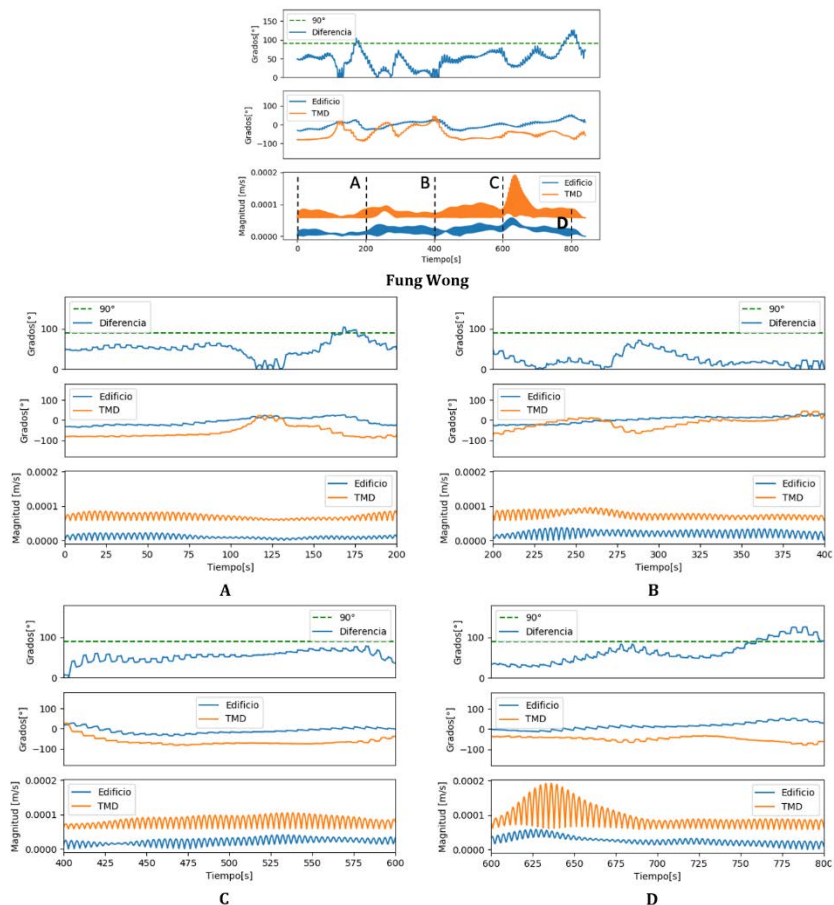 Grados[°]
150
100
50
0
90°
Diferencia
Grados[°]
100
0
−100
Edificio
TMD
Magnitud [m/s]
0.0002
0.0001
0.0000
A
B
C
D
Edificio
TMD
0
200
400
600
800
Tiempo[s]
Fung Wong
Grados[°]
100
0
90°
Diferencia
Grados[°]
100
0
−100
Edificio
TMD
Magnitud [m/s]
0.0002
0.0001
0.0000
Edificio
TMD
0
25
50
75
100
125
150
175
200
Tiempo[s]
A
Grados[°]
100
0
90°
Diferencia
Grados[°]
100
0
−100
Edificio
TMD
Magnitud [m/s]
0.0002
0.0001
0.0000
Edificio
TMD
200
225
250
275
300
325
350
375
400
Tiempo[s]
B
Grados[°]
100
0
90°
Diferencia
Grados[°]
100
0
−100
Edificio
TMD
Magnitud [m/s]
0.0002
0.0001
0.0000
Edificio
TMD
400
425
450
475
500
525
550
575
600
Tiempo[s]
C
Grados[°]
100
0
90°
Diferencia
Grados[°]
100
0
−100
Edificio
TMD
Magnitud [m/s]
0.0002
0.0001
0.0000
Edificio
TMD
600
625
650
675
700
725
750
775
800
Tiempo[s]
D